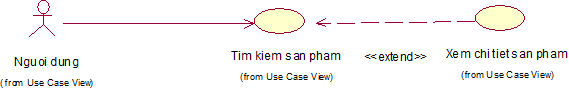 Nguoi dung
(from Use Case View)
Tim kiem san pham
(from Use Case View)
<<extend>>
Xem chi tiet san pham
(from Use Case View)